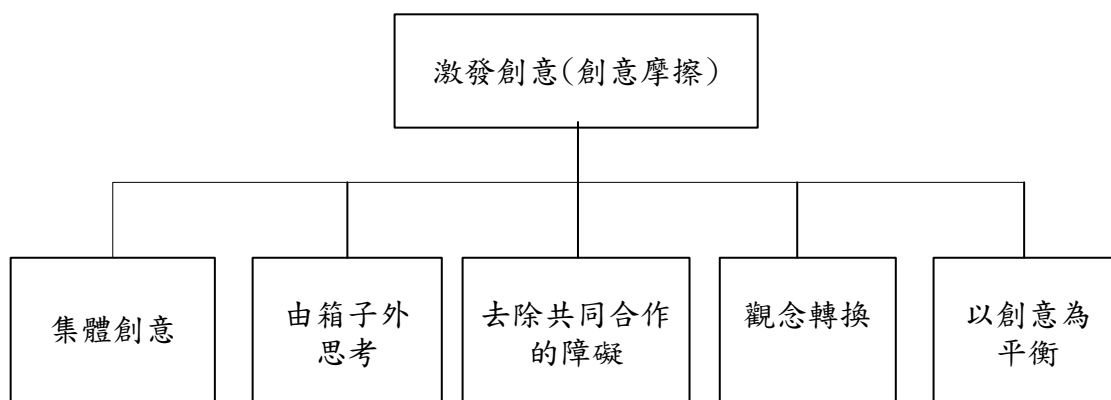 激發創意(創意摩擦)
集體創意
由箱子外
思考
去除共同合作
的障礙
觀念轉換
以創意為
平衡